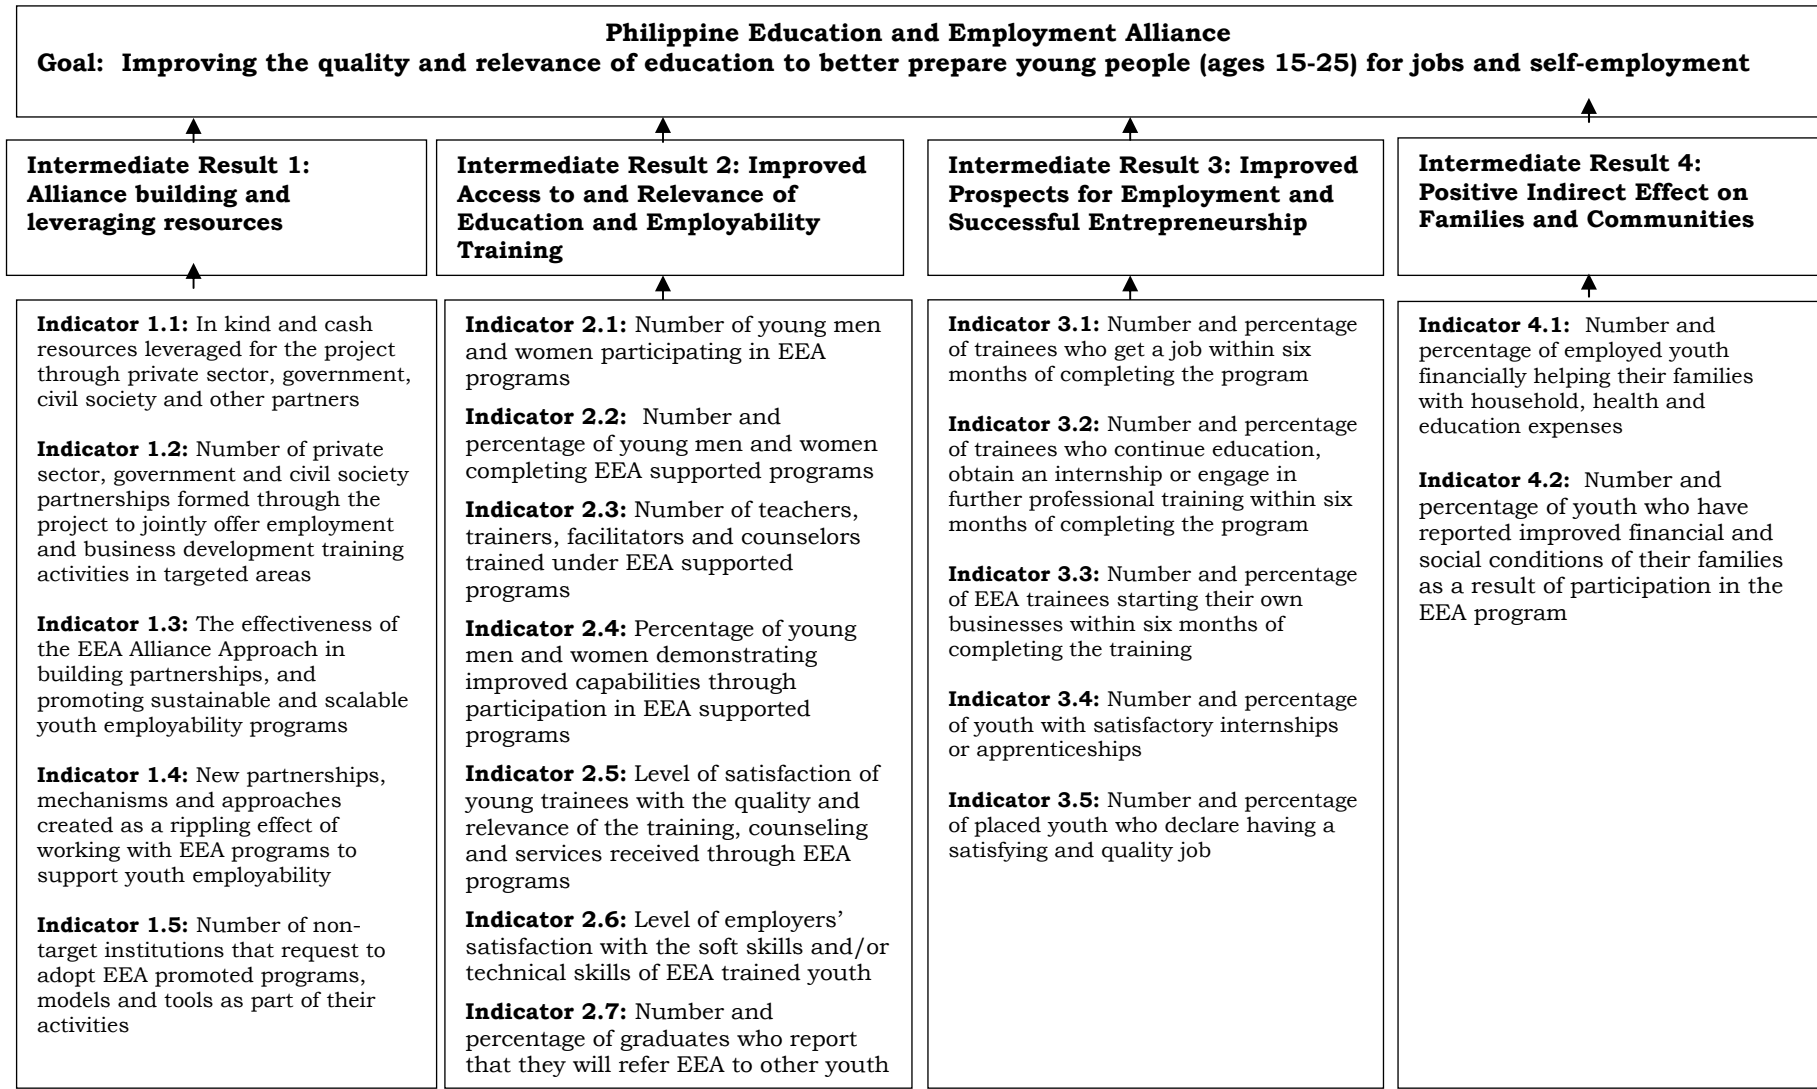 Philippine Education and Employment Alliance
Goal: Improving the quality and relevance of education to better prepare young people (ages 15-25) for jobs and self-employment
Intermediate Result 1:
Alliance building and
leveraging resources
Intermediate Result 2: Improved
Access to and Relevance of
Education and Employability
Training
Intermediate Result 3: Improved
Prospects for Employment and
Successful Entrepreneurship
Intermediate Result 4:
Positive Indirect Effect on
Families and Communities
Indicator 1.1: In kind and cash
resources leveraged for the project
through private sector, government,
civil society and other partners
Indicator 1.2: Number of private
sector, government and civil society
partnerships formed through the
project to jointly offer employment
and business development training
activities in targeted areas
Indicator 1.3: The effectiveness of
the EEA Alliance Approach in
building partnerships, and
promoting sustainable and scalable
youth employability programs
Indicator 1.4: New partnerships,
mechanisms and approaches
created as a rippling effect of
working with EEA programs to
support youth employability
Indicator 1.5: Number of non-
target institutions that request to
adopt EEA promoted programs,
models and tools as part of their
activities
Indicator 2.1: Number of young men
and women participating in EEA
programs
Indicator 2.2: Number and
percentage of young men and women
completing EEA supported programs
Indicator 2.3: Number of teachers,
trainers, facilitators and counselors
trained under EEA supported
programs
Indicator 2.4: Percentage of young
men and women demonstrating
improved capabilities through
participation in EEA supported
programs
Indicator 2.5: Level of satisfaction of
young trainees with the quality and
relevance of the training, counseling
and services received through EEA
programs
Indicator 2.6: Level of employers’
satisfaction with the soft skills and/or
technical skills of EEA trained youth
Indicator 2.7: Number and
percentage of graduates who report
that they will refer EEA to other youth
Indicator 3.1: Number and percentage
of trainees who get a job within six
months of completing the program
Indicator 3.2: Number and percentage
of trainees who continue education,
obtain an internship or engage in
further professional training within six
months of completing the program
Indicator 3.3: Number and percentage
of EEA trainees starting their own
businesses within six months of
completing the training
Indicator 3.4: Number and percentage
of youth with satisfactory internships
or apprenticeships
Indicator 3.5: Number and percentage
of placed youth who declare having a
satisfying and quality job
Indicator 4.1: Number and
percentage of employed youth
financially helping their families
with household, health and
education expenses
Indicator 4.2: Number and
percentage of youth who have
reported improved financial and
social conditions of their families
as a result of participation in the
EEA program